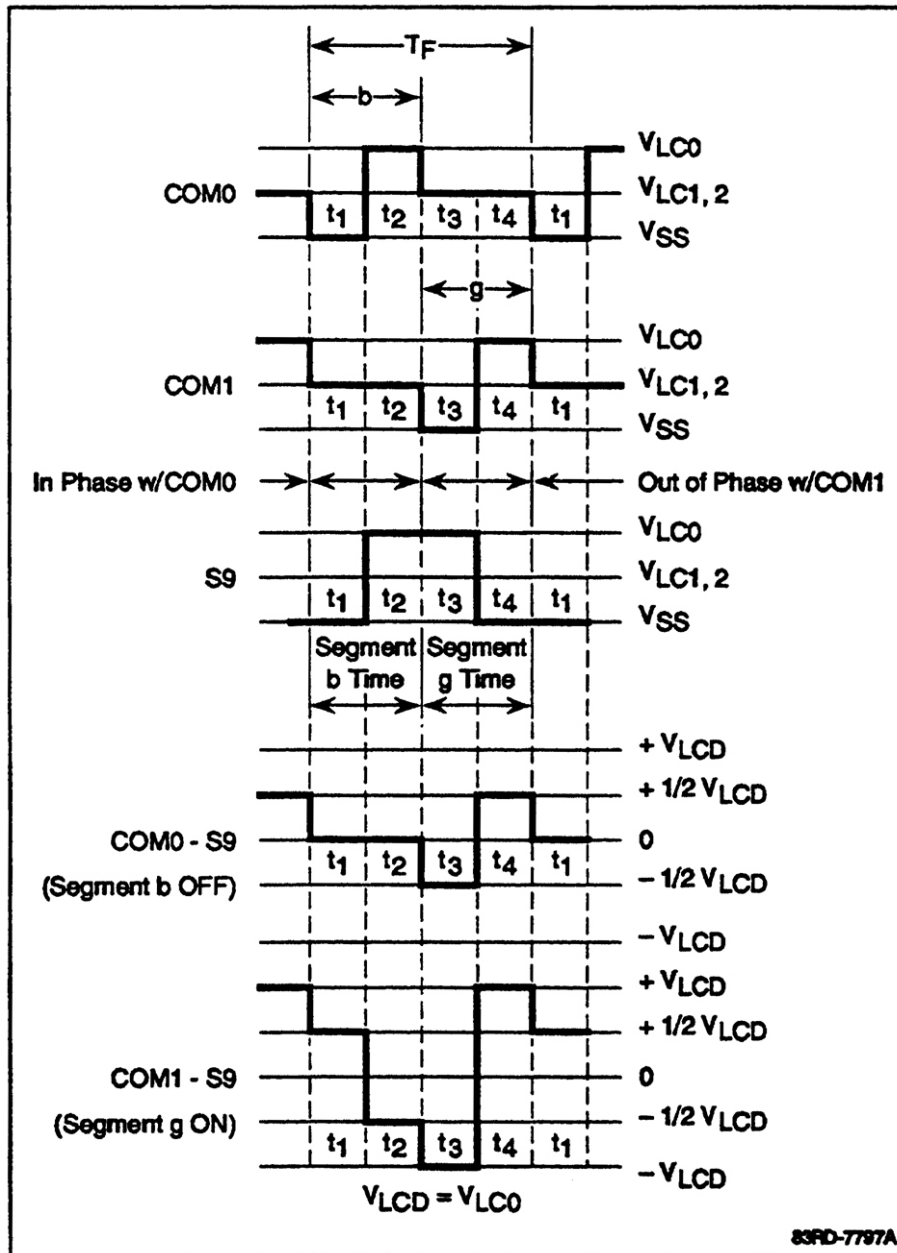 TF
b
VLC0
COM0
VLC1, 2
t1 t2 t3 t4 t1
VSS
g
VLC0
COM1
VLC1, 2
t1 t2 t3 t4 t1
VSS
In Phase w/COM0
Out of Phase w/COM1
VLC0
S9
VLC1, 2
t1 t2 t3 t4 t1
VSS
Segment b Time
Segment g Time
+ VLCD
+ 1/2 VLCD
COM0 - S9
0
t1 t2 t3 t4 t1
(Segment b OFF)
- 1/2 VLCD
- VLCD
+ VLCD
+ 1/2 VLCD
COM1 - S9
0
(Segment g ON)
- 1/2 VLCD
t1 t2 t3 t4 t1
- VLCD
VLCD = VLC0
83RD-7797A